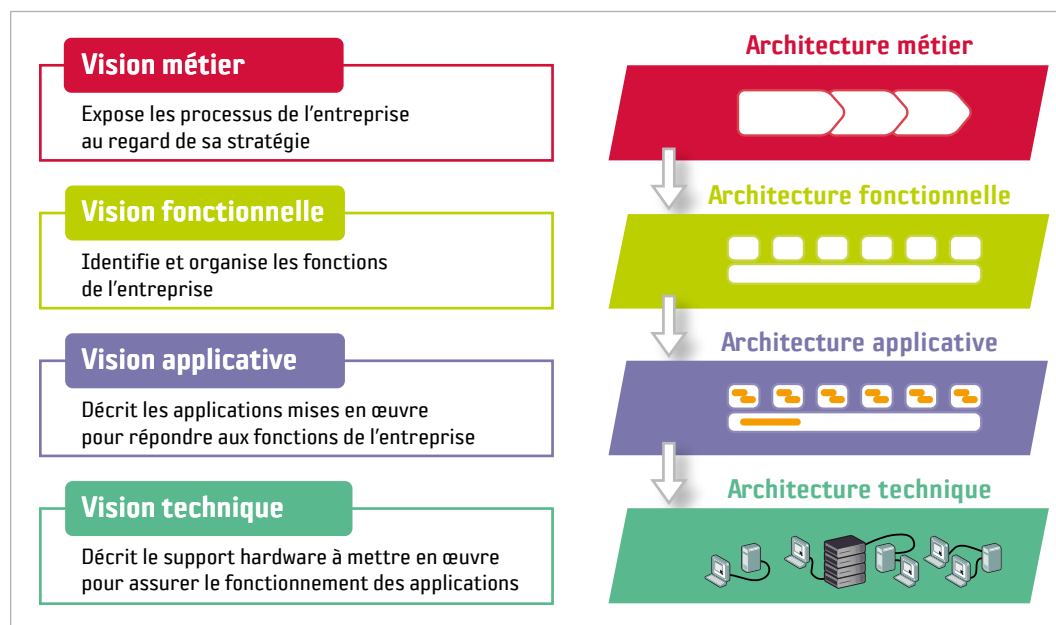 Vision métier
Expose les processus de l'entreprise
au regard de sa stratégie
Architecture métier
Vision fonctionnelle
Identifie et organise les fonctions
de l'entreprise
Architecture fonctionnelle
Vision applicative
Décrit les applications mises en œuvre
pour répondre aux fonctions de l'entreprise
Architecture applicative
Vision technique
Décrit le support hardware à mettre en œuvre
pour assurer le fonctionnement des applications
Architecture technique